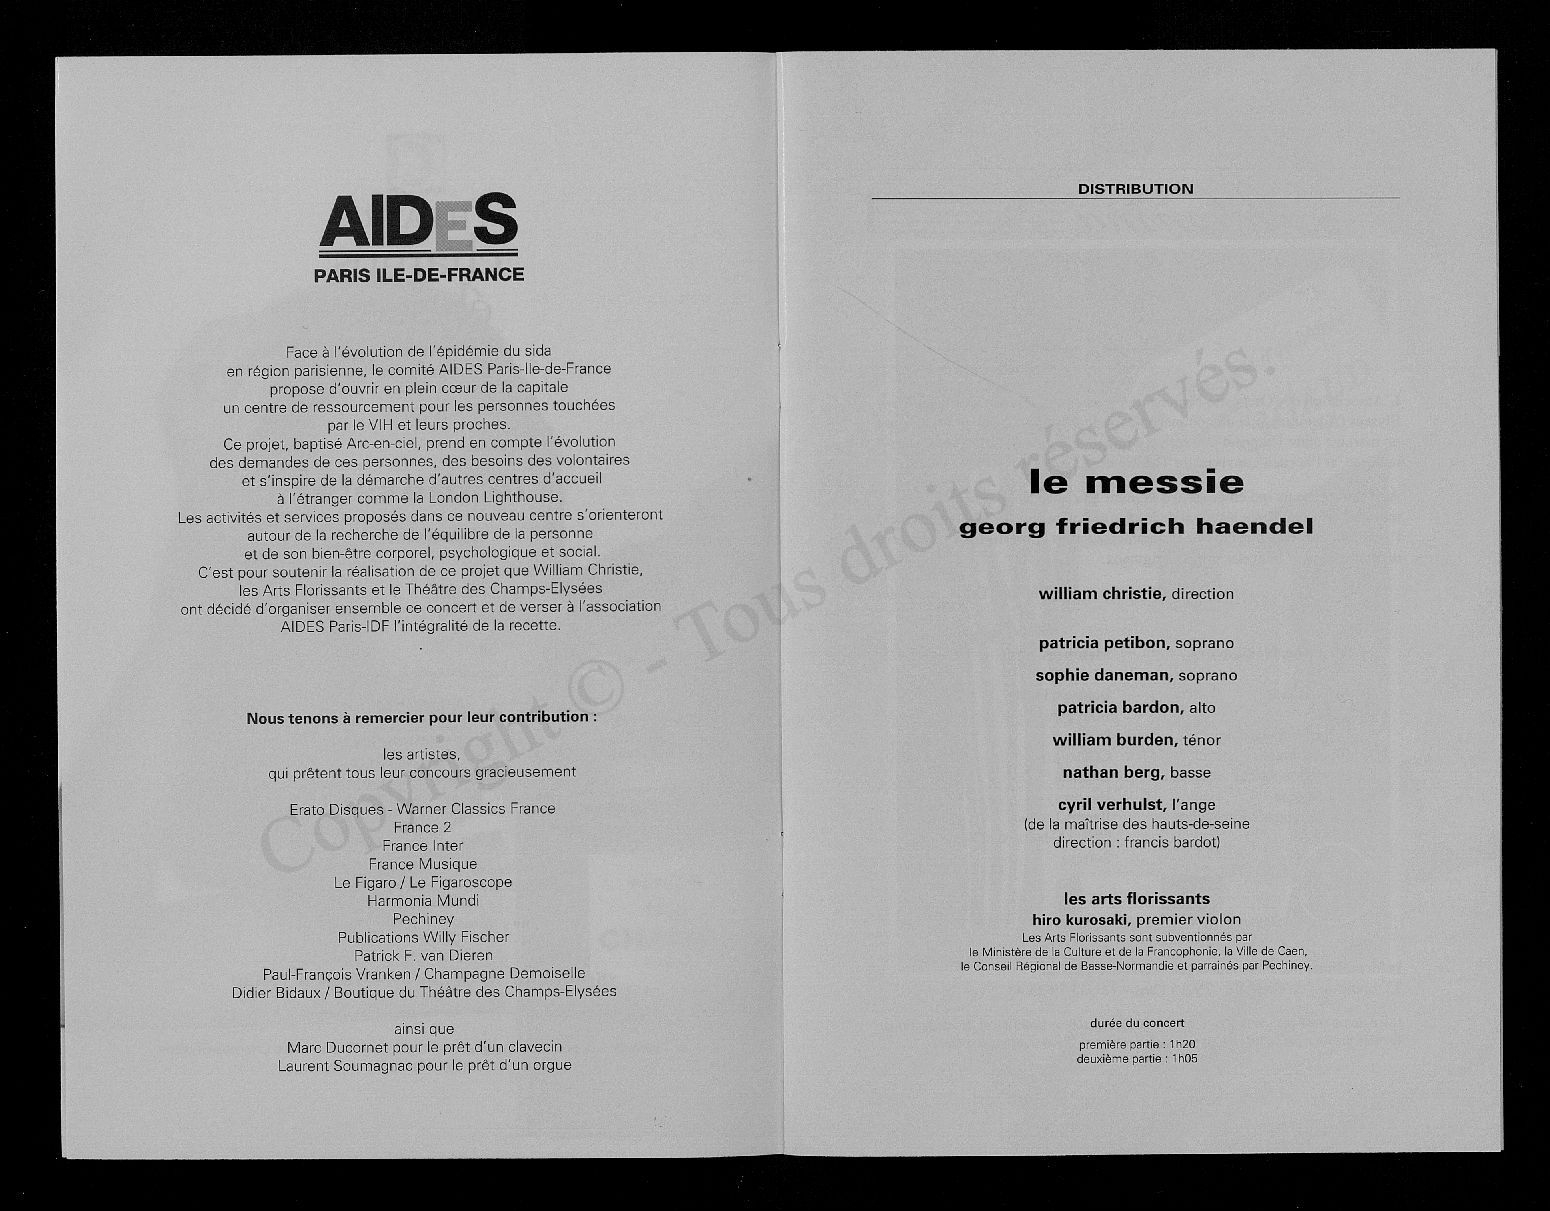 AIDES
PARIS ILE-DE-FRANCE
Face à l'évolution de l'épidémie du sida
en région parisienne, le comité AIDES Paris-Ile-de-France
propose d'ouvrir en plein cœur de la capitale
un centre de ressourcement pour les personnes touchées
par le VIH et leurs proches.
Ce projet, baptisé Arc-en-ciel, prend en compte l'évolution
des demandes de ces personnes, des besoins des volontaires
et s'inspire de la démarche d'autres centres d'accueil
à l'étranger comme la London Lighthouse.
Les activités et services proposés dans ce nouveau centre s'orienteront
autour de la recherche de l'équilibre de la personne
et de son bien-être corporel, psychologique et social.
C'est pour soutenir la réalisation de ce projet que William Christie,
les Arts Florissants et le Théâtre des Champs-Elysées
ont décidé d'organiser ensemble ce concert et de verser à l'association
AIDES Paris-IDF l'intégralité de la recette.
Nous tenons à remercier pour leur contribution :
les artistes,
qui prêtent tous leur concours gracieusement
Erato Disques - Warner Classics France
France 2
France Inter
France Musique
Le Figaro / Le Figaroscope
Harmonia Mundi
Pechiney
Publications Willy Fischer
Patrick F. van Dieren
Paul-François Vranken / Champagne Demoiselle
Didier Bidaux / Boutique du Théâtre des Champs-Elysées
ainsi que
Marc Ducornet pour le prêt d'un clavecin
Laurent Soumagnac pour le prêt d'un orgue
DISTRIBUTION
le messie
georg friedrich haendel
william christie, direction
patricia petibon, soprano
sophie daneman, soprano
patricia bardon, alto
william burden, ténor
nathan berg, basse
cyril verhulst, l'ange
(de la maîtrise des hauts-de-seine
direction : francis bardot)
les arts florissants
hiro kurosaki, premier violon
Les Arts Florissants sont subventionnés par
le Ministère de la Culture et de la Francophonie, la Ville de Caen,
le Conseil Régional de Basse-Normandie et parrainés par Pechiney.
durée du concert
première partie : 1h20
deuxième partie : 1h05
Copyright © - Tous droits réservés.